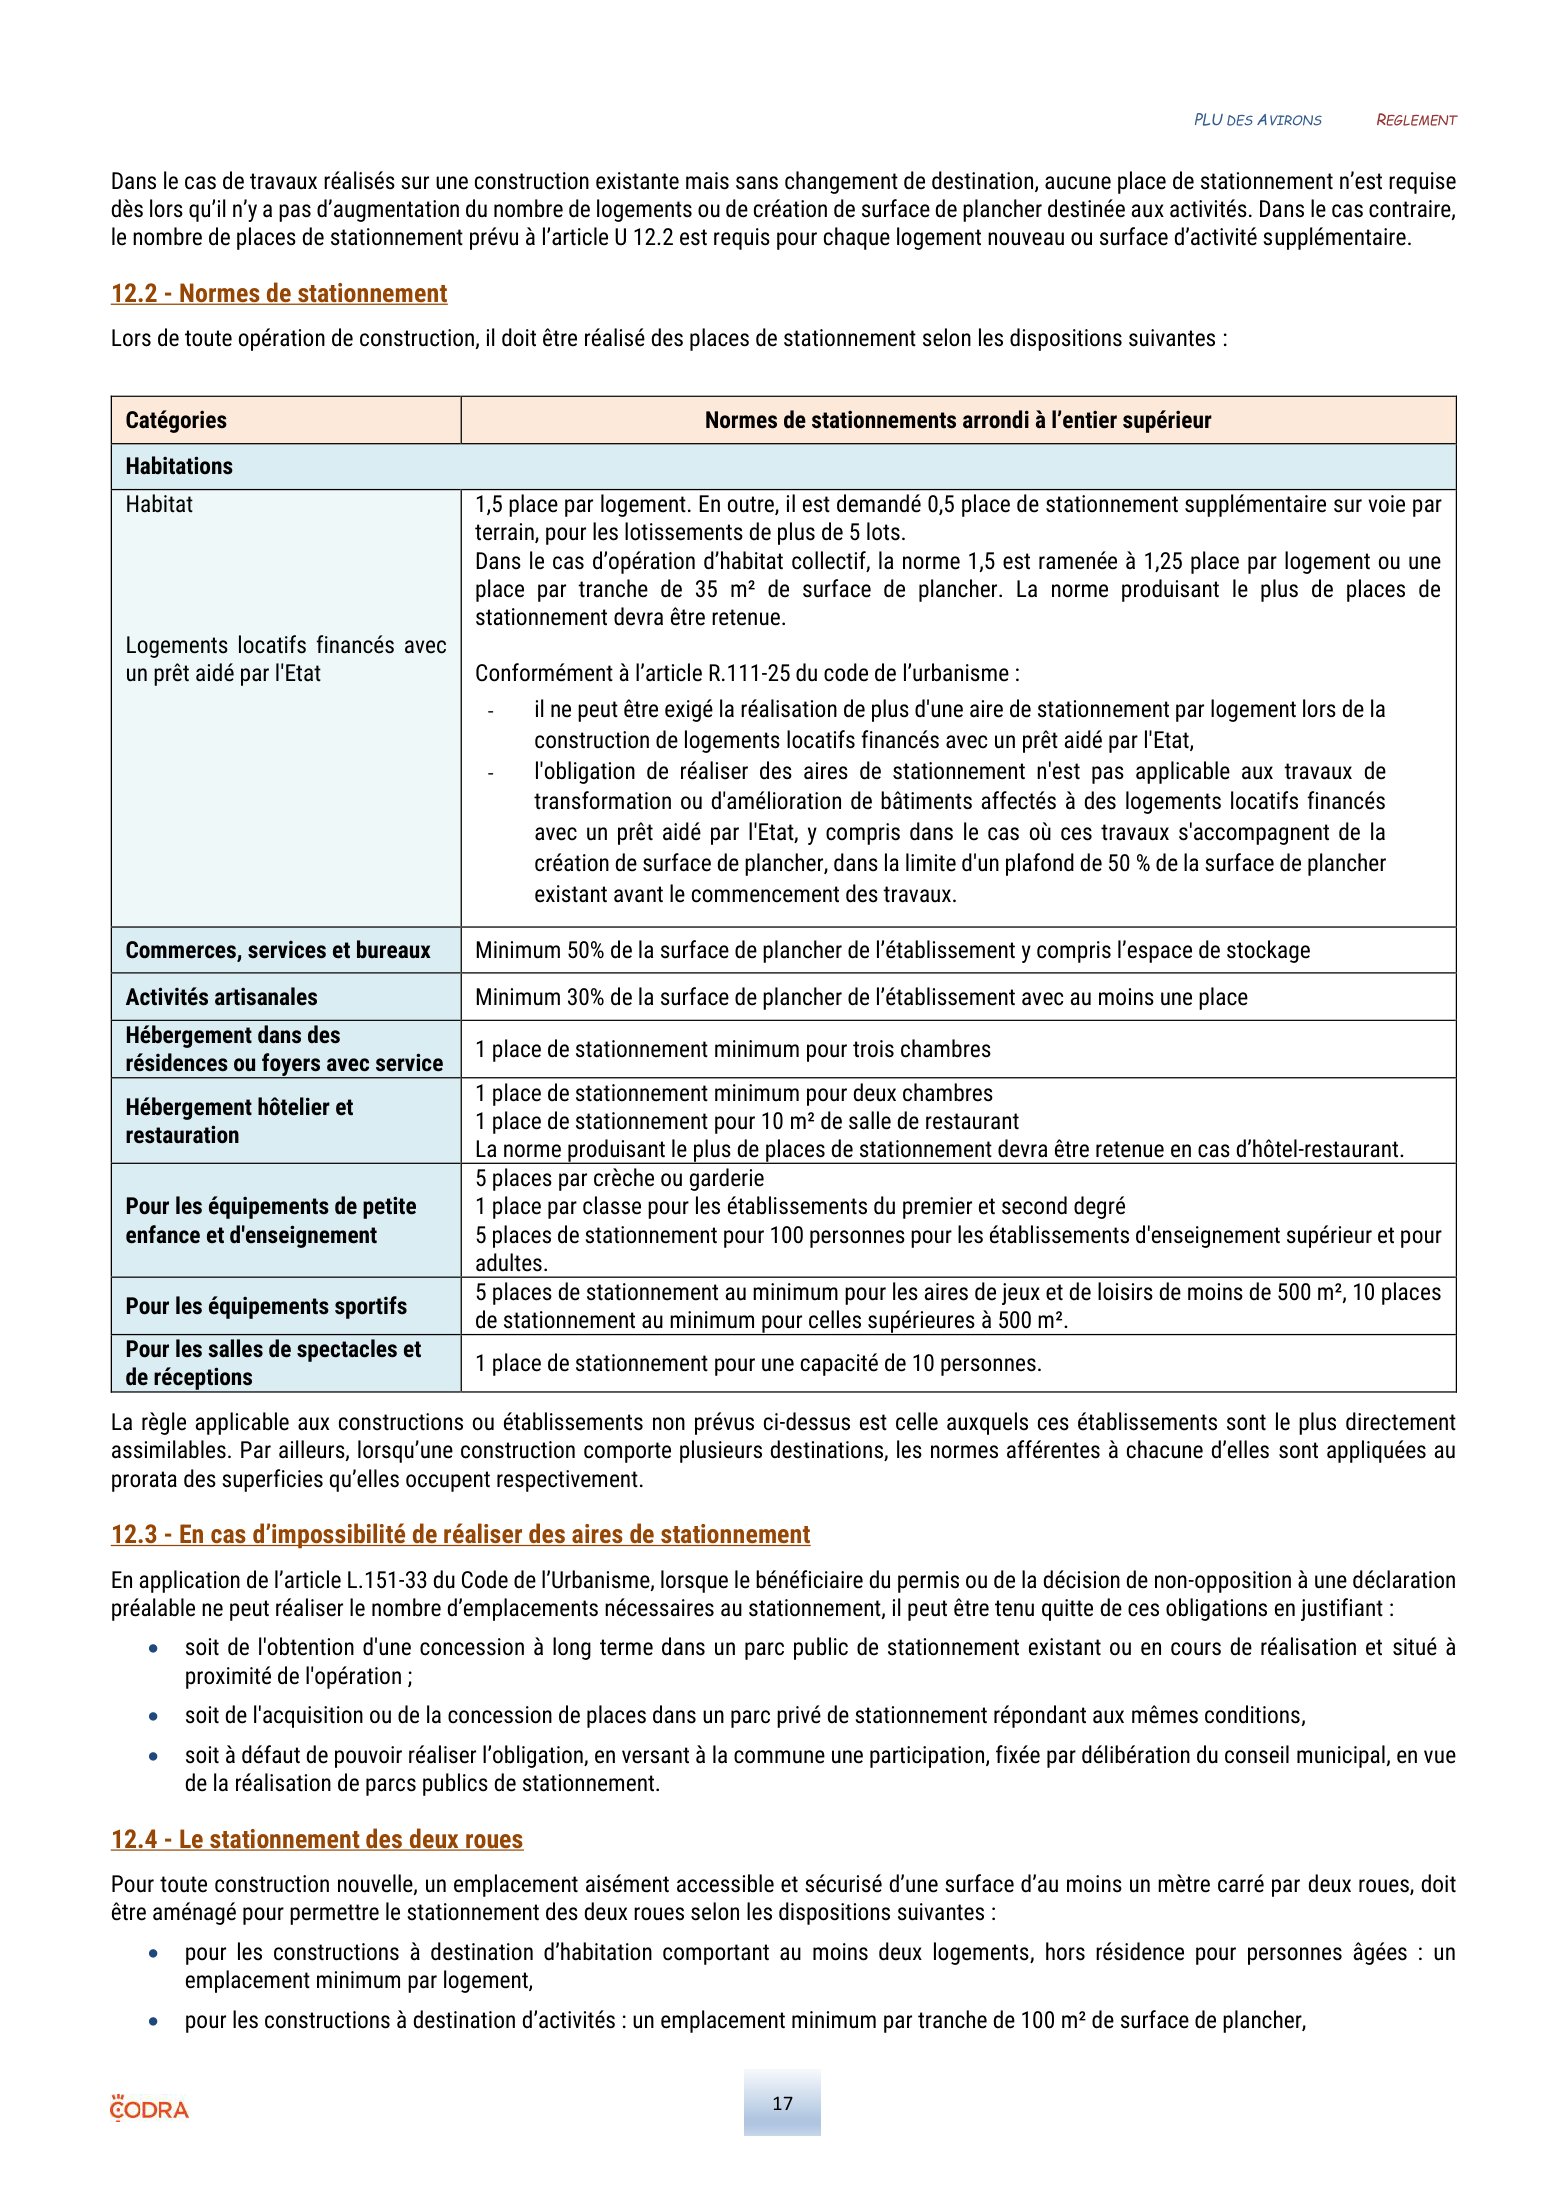 PLU DES AVIRONS REGLEMENT
Dans le cas de travaux réalisés sur une construction existante mais sans changement de destination, aucune place de stationnement n’est requise
dès lors qu’il n’y a pas d’augmentation du nombre de logements ou de création de surface de plancher destinée aux activités. Dans le cas contraire,
le nombre de places de stationnement prévu à l’article U 12.2 est requis pour chaque logement nouveau ou surface d’activité supplémentaire.
12.2 - Normes de stationnement
Lors de toute opération de construction, il doit être réalisé des places de stationnement selon les dispositions suivantes :
Catégories
Normes de stationnements arrondi à l’entier supérieur
Habitations
Habitat
1,5 place par logement. En outre, il est demandé 0,5 place de stationnement supplémentaire sur voie par
terrain, pour les lotissements de plus de 5 lots.
Dans le cas d’opération d’habitat collectif, la norme 1,5 est ramenée à 1,25 place par logement ou une
place par tranche de 35 m² de surface de plancher. La norme produisant le plus de places de
stationnement devra être retenue.
Logements locatifs financés avec
un prêt aidé par l'Etat
Conformément à l’article R.111-25 du code de l’urbanisme :
- il ne peut être exigé la réalisation de plus d'une aire de stationnement par logement lors de la
construction de logements locatifs financés avec un prêt aidé par l'Etat,
- l'obligation de réaliser des aires de stationnement n'est pas applicable aux travaux de
transformation ou d'amélioration de bâtiments affectés à des logements locatifs financés
avec un prêt aidé par l'Etat, y compris dans le cas où ces travaux s'accompagnent de la
création de surface de plancher, dans la limite d'un plafond de 50 % de la surface de plancher
existant avant le commencement des travaux.
Commerces, services et bureaux
Minimum 50% de la surface de plancher de l’établissement y compris l’espace de stockage
Activités artisanales
Minimum 30% de la surface de plancher de l’établissement avec au moins une place
Hébergement dans des
résidences ou foyers avec service
1 place de stationnement minimum pour trois chambres
Hébergement hôtelier et
restauration
1 place de stationnement minimum pour deux chambres
1 place de stationnement pour 10 m² de salle de restaurant
La norme produisant le plus de places de stationnement devra être retenue en cas d’hôtel-restaurant.
Pour les équipements de petite
enfance et d'enseignement
5 places par crèche ou garderie
1 place par classe pour les établissements du premier et second degré
5 places de stationnement pour 100 personnes pour les établissements d'enseignement supérieur et pour
adultes.
Pour les équipements sportifs
5 places de stationnement au minimum pour les aires de jeux et de loisirs de moins de 500 m², 10 places
de stationnement au minimum pour celles supérieures à 500 m².
Pour les salles de spectacles et
de réceptions
1 place de stationnement pour une capacité de 10 personnes.
La règle applicable aux constructions ou établissements non prévus ci-dessus est celle auxquels ces établissements sont le plus directement
assimilables. Par ailleurs, lorsqu’une construction comporte plusieurs destinations, les normes afférentes à chacune d’elles sont appliquées au
prorata des superficies qu’elles occupent respectivement.
12.3 - En cas d’impossibilité de réaliser des aires de stationnement
En application de l’article L.151-33 du Code de l’Urbanisme, lorsque le bénéficiaire du permis ou de la décision de non-opposition à une déclaration
préalable ne peut réaliser le nombre d’emplacements nécessaires au stationnement, il peut être tenu quitte de ces obligations en justifiant :
• soit de l'obtention d'une concession à long terme dans un parc public de stationnement existant ou en cours de réalisation et situé à
proximité de l'opération ;
• soit de l'acquisition ou de la concession de places dans un parc privé de stationnement répondant aux mêmes conditions,
• soit à défaut de pouvoir réaliser l’obligation, en versant à la commune une participation, fixée par délibération du conseil municipal, en vue
de la réalisation de parcs publics de stationnement.
12.4 - Le stationnement des deux roues
Pour toute construction nouvelle, un emplacement aisément accessible et sécurisé d’une surface d’au moins un mètre carré par deux roues, doit
être aménagé pour permettre le stationnement des deux roues selon les dispositions suivantes :
• pour les constructions à destination d’habitation comportant au moins deux logements, hors résidence pour personnes âgées : un
emplacement minimum par logement,
• pour les constructions à destination d’activités : un emplacement minimum par tranche de 100 m² de surface de plancher,
CODRA
17